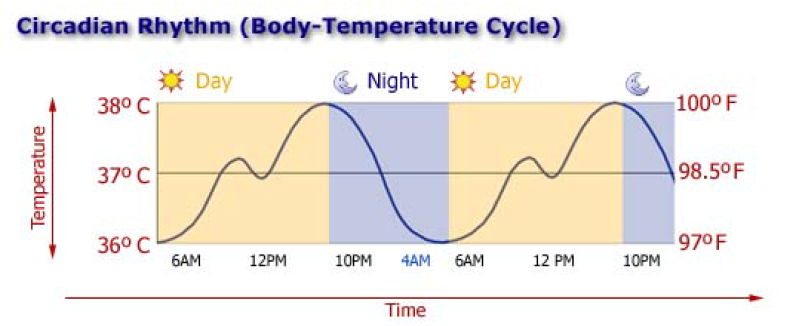 Circadian Rhythm (Body-Temperature Cycle)
Day Night Day
38º C 100º F
37º C 98.5º F
36º C 97º F
Temperature
6AM 12PM 10PM 4AM 6AM 12 PM 10PM
Time